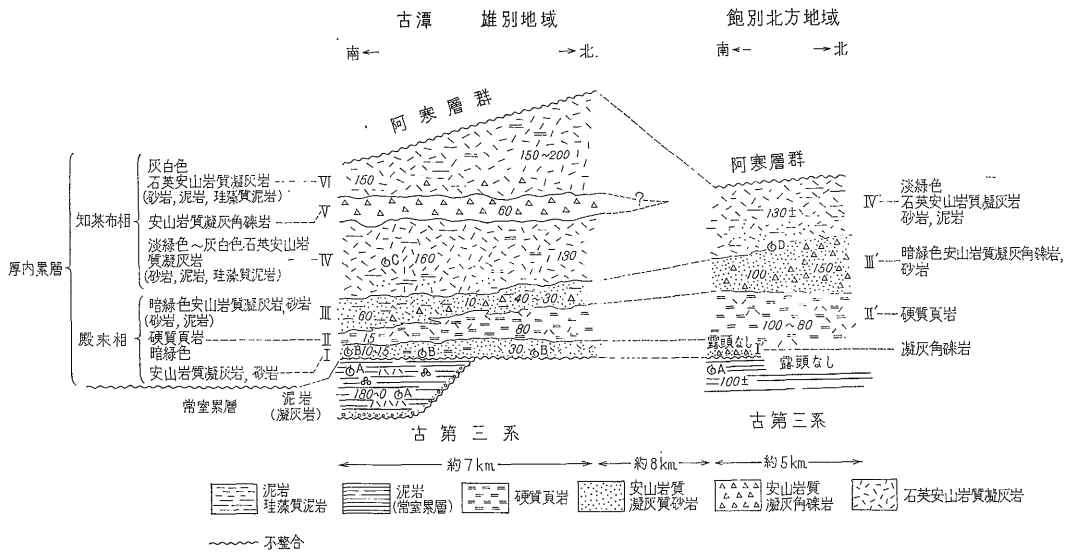 古潭　雄別地域
飽別北方地域
南←　→北
南←　→北
阿寒層群
阿寒層群
厚内累層
知茶布相
灰白色
石英安山岩質凝灰岩
(砂岩, 泥岩, 珪藻質泥岩)
VI
150
150~200
安山岩質凝灰角礫岩
V
60
?
淡緑色~灰白色石英安山岩
質凝灰岩
(砂岩, 泥岩, 珪藻質泥岩)
IV
C
160
130
殿来相
暗緑色安山岩質凝灰岩, 砂岩
(砂岩, 泥岩)
III
60
10
40
30
硬質頁岩
II
15
80
暗緑色
安山岩質凝灰岩, 砂岩
I
B
10~15
B
30
B
常室累層
泥岩
(凝灰岩)
A
180~0
A
古第三系
130±
IV
淡緑色
石英安山岩質凝灰岩
砂岩, 泥岩
D
100
150
III'
暗緑色安山岩質凝灰角礫岩,
砂岩
100~80
II'
硬質頁岩
露頭なし
I'
凝灰角礫岩
A
露頭なし
100±
古第三系
約7km
約8km
約5km
泥岩
珪藻質泥岩
泥岩
(常室累層)
硬質頁岩
安山岩質
凝灰質砂岩
安山岩質
凝灰角礫岩
石英安山岩質凝灰岩
不整合